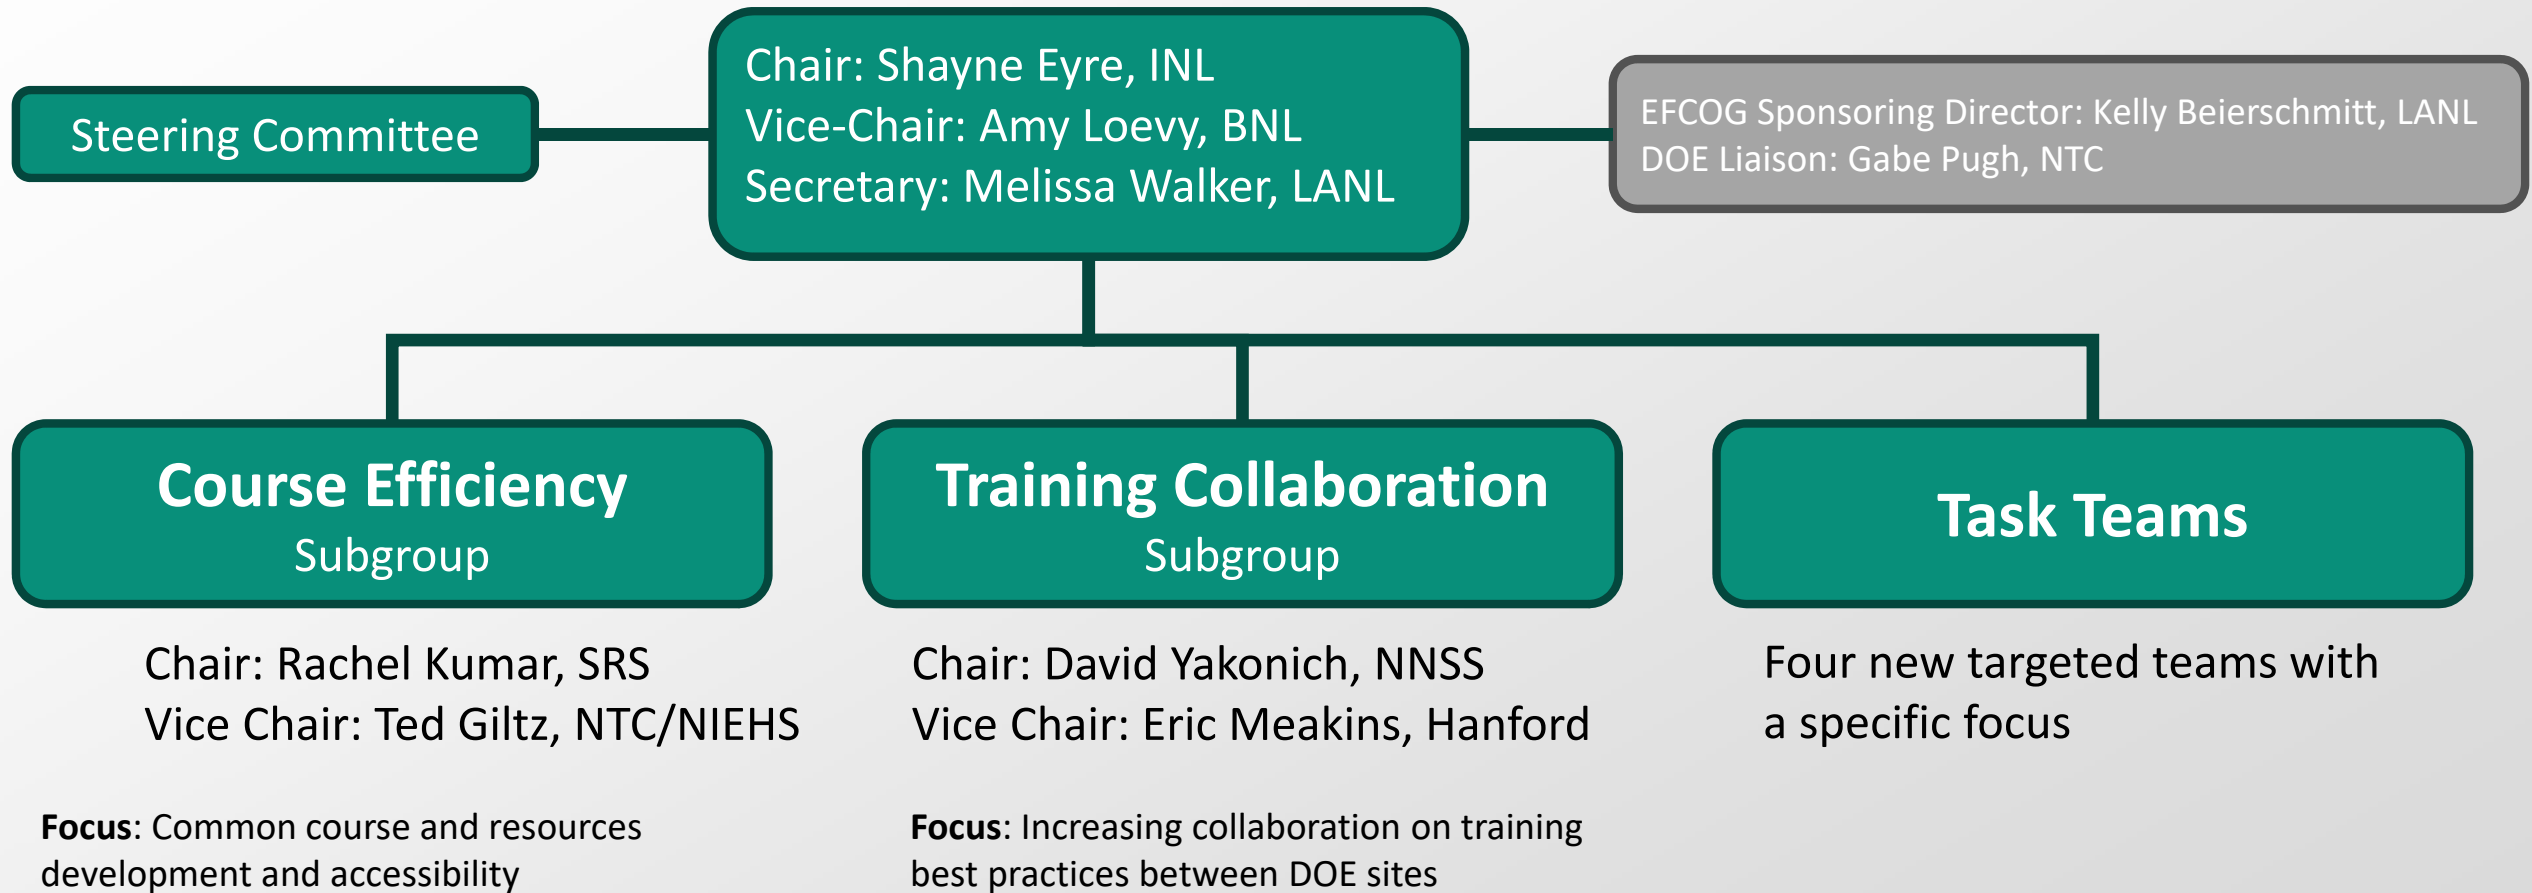 Steering Committee
Chair: Shayne Eyre, INL
Vice-Chair: Amy Loevy, BNL
Secretary: Melissa Walker, LANL
EFCOG Sponsoring Director: Kelly Beierschmitt, LANL
DOE Liaison: Gabe Pugh, NTC
Course Efficiency
Subgroup
Chair: Rachel Kumar, SRS
Vice Chair: Ted Giltz, NTC/NIEHS
Focus: Common course and resources
development and accessibility
Training Collaboration
Subgroup
Chair: David Yakonich, NNSS
Vice Chair: Eric Meakins, Hanford
Focus: Increasing collaboration on training
best practices between DOE sites
Task Teams
Four new targeted teams with
a specific focus